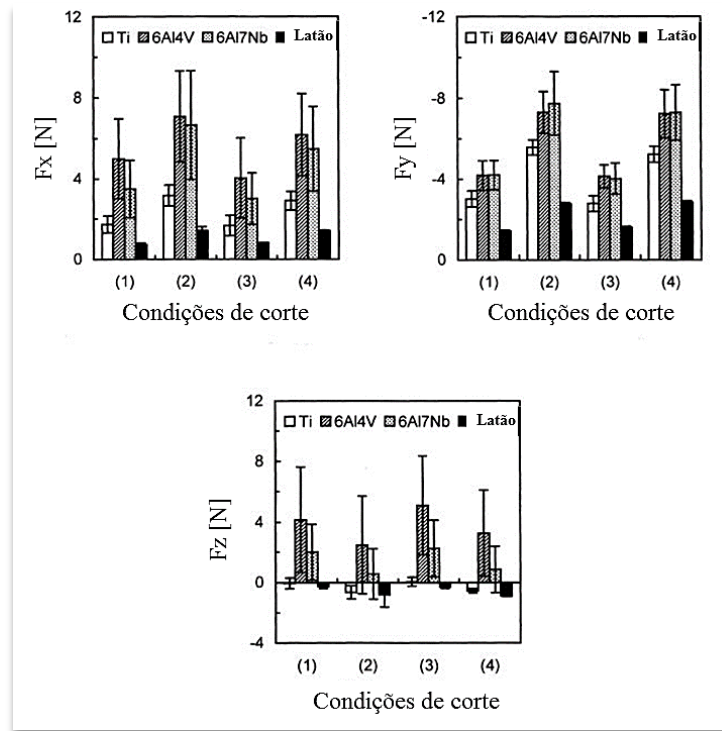 12
8
4
0
Fx [N]
Ti 6Al4V 6Al7Nb Latão
(1) (2) (3) (4)
Condições de corte
-12
-8
-4
0
Fy [N]
Ti 6Al4V 6Al7Nb Latão
(1) (2) (3) (4)
Condições de corte
12
8
4
0
-4
Fz [N]
Ti 6Al4V 6Al7Nb Latão
(1) (2) (3) (4)
Condições de corte